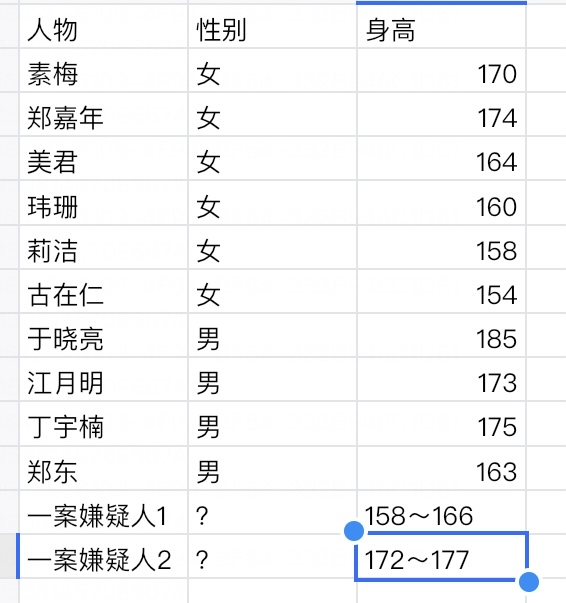 人物 性别 身高
素梅 女 170
郑嘉年 女 174
美君 女 164
玮珊 女 160
莉洁 女 158
古在仁 女 154
于晓亮 男 185
江月明 男 173
丁宇楠 男 175
郑东 男 163
一案嫌疑人1 ? 158～166
一案嫌疑人2 ? 172～177